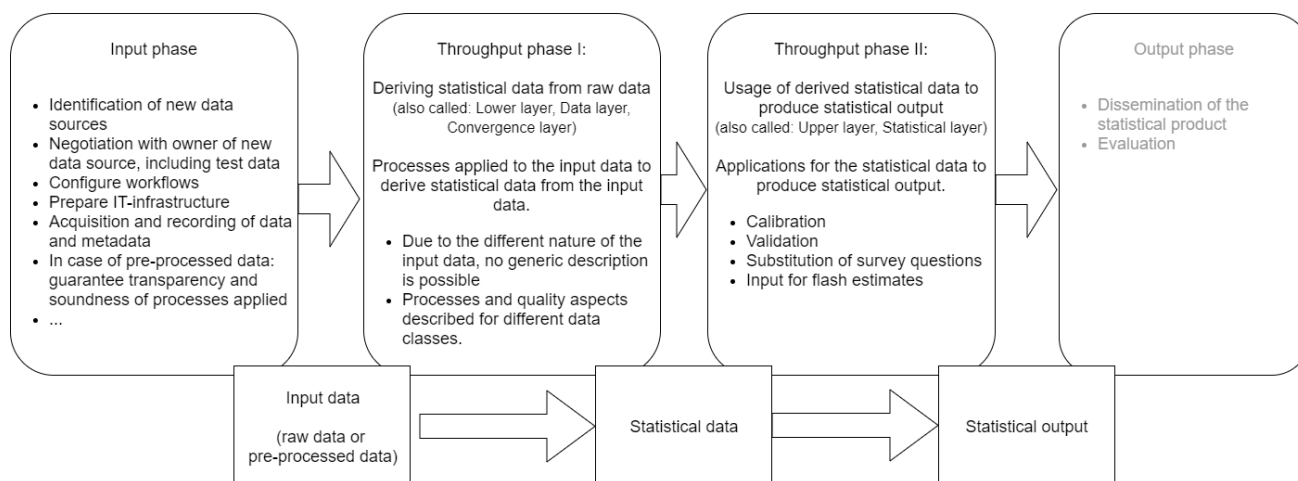 Input phase
• Identification of new data
sources
• Negotiation with owner of new
data source, including test data
• Configure workflows
• Prepare IT-infrastructure
• Acquisition and recording of data
and metadata
• In case of pre-processed data:
guarantee transparency and
soundness of processes applied
• ...
Throughput phase I:
Deriving statistical data from raw data
(also called: Lower layer, Data layer,
Convergence layer)
Processes applied to the input data to
derive statistical data from the input
data.
• Due to the different nature of the
input data, no generic description
is possible
• Processes and quality aspects
described for different data
classes.
Throughput phase II:
Usage of derived statistical data to
produce statistical output
(also called: Upper layer, Statistical layer)
Applications for the statistical data to
produce statistical output.
• Calibration
• Validation
• Substitution of survey questions
• Input for flash estimates
Output phase
• Dissemination of the
statistical product
• Evaluation
Input data
(raw data or
pre-processed data)
Statistical data
Statistical output